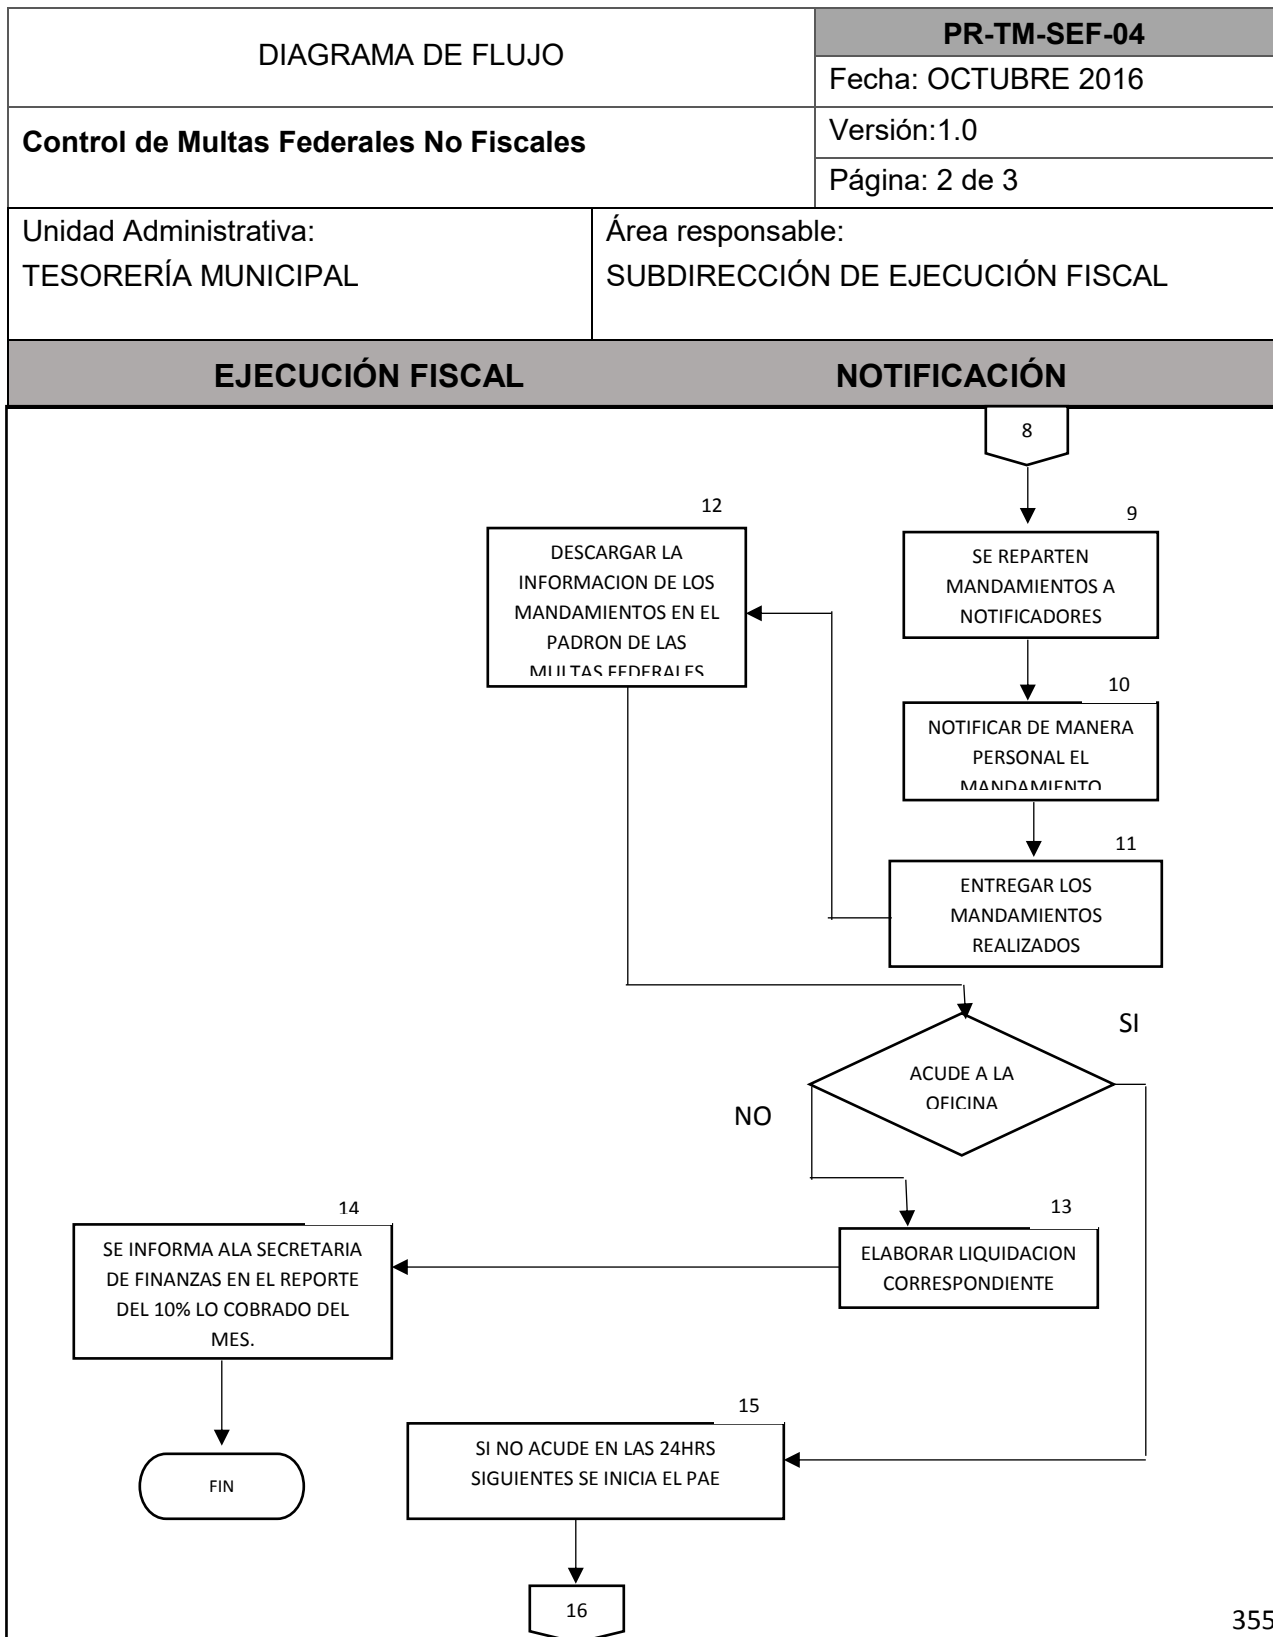 DIAGRAMA DE FLUJO
PR-TM-SEF-04
Fecha: OCTUBRE 2016
Control de Multas Federales No Fiscales
Versión:1.0
Página: 2 de 3
Unidad Administrativa:
TESORERÍA MUNICIPAL
Área responsable:
SUBDIRECCIÓN DE EJECUCIÓN FISCAL
EJECUCIÓN FISCAL
NOTIFICACIÓN
8
9
SE REPARTEN
MANDAMIENTOS A
NOTIFICADORES
12
DESCARGAR LA
INFORMACION DE LOS
MANDAMIENTOS EN EL
PADRON DE LAS
MULTAS FEDERALES
10
NOTIFICAR DE MANERA
PERSONAL EL
MANDAMIENTO
11
ENTREGAR LOS
MANDAMIENTOS
REALIZADOS
SI
ACUDE A LA
OFICINA
NO
13
ELABORAR LIQUIDACION
CORRESPONDIENTE
14
SE INFORMA ALA SECRETARIA
DE FINANZAS EN EL REPORTE
DEL 10% LO COBRADO DEL
MES.
15
SI NO ACUDE EN LAS 24HRS
SIGUIENTES SE INICIA EL PAE
FIN
16
355